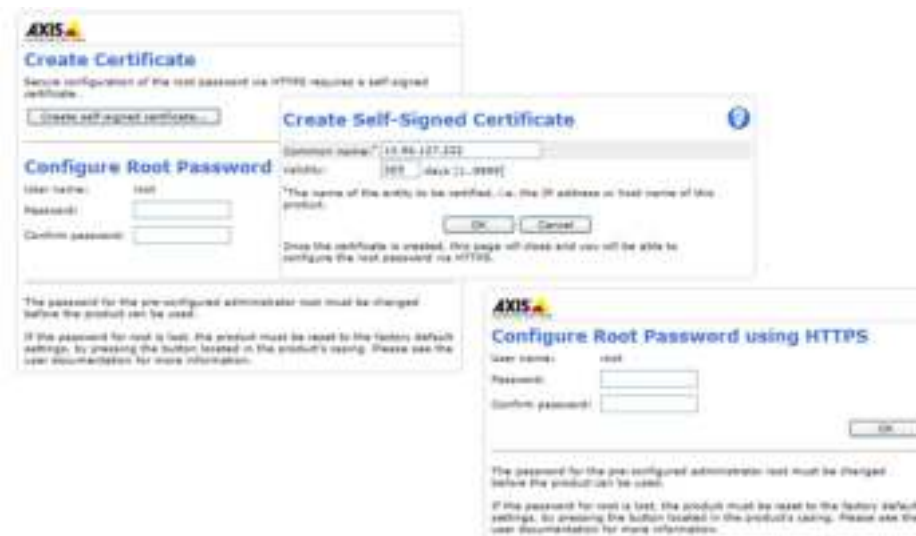 AXIS
Create Certificate
Secure configuration of the root password via HTTPS requires a self-signed
certificate.
Create self-signed certificate...
Configure Root Password
User name: root
Password:
Confirm password:
The password for the pre-configured administrator root must be changed
before the product can be used.
If the password for root is lost, the product must be reset to the factory default
settings, by pressing the button located in the product's casing. Please see the
user documentation for more information.
Create Self-Signed Certificate
Common name:*
Validity: 365 days [1..9999]
*The name of the entity to be certified, i.e. the IP address or host name of this
product.
OK Cancel
Once the certificate is created, this page will close and you will be able to
configure the root password via HTTPS.
AXIS
Configure Root Password using HTTPS
User name: root
Password:
Confirm password:
OK
The password for the pre-configured administrator root must be changed
before the product can be used.
If the password for root is lost, the product must be reset to the factory default
settings, by pressing the button located in the product's casing. Please see the
user documentation for more information.